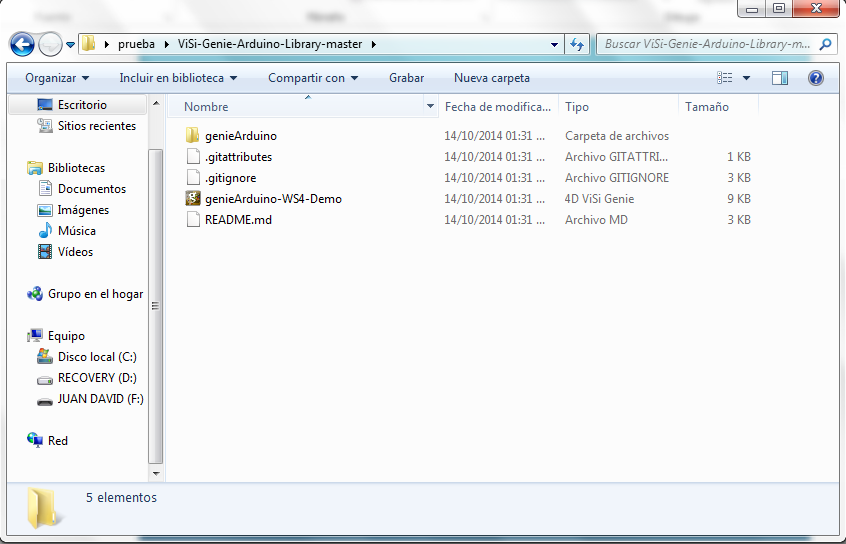 prueba ViSi-Genie-Arduino-Library-master Buscar ViSi-Genie-Arduino-Library-m...
Organizar Incluir en biblioteca Compartir con Grabar Nueva carpeta
Escritorio
Sitios recientes
Bibliotecas
Documentos
Imágenes
Música
Vídeos
Grupo en el hogar
Equipo
Disco local (C:)
RECOVERY (D:)
JUAN DAVID (F:)
Red
Nombre Fecha de modifica... Tipo Tamaño
genieArduino 14/10/2014 01:31 ... Carpeta de archivos
.gitattributes 14/10/2014 01:31 ... Archivo GITATTRI... 1 KB
.gitignore 14/10/2014 01:31 ... Archivo GITIGNORE 3 KB
genieArduino-WS4-Demo 14/10/2014 01:31 ... 4D ViSi Genie 9 KB
README.md 14/10/2014 01:31 ... Archivo MD 3 KB
5 elementos